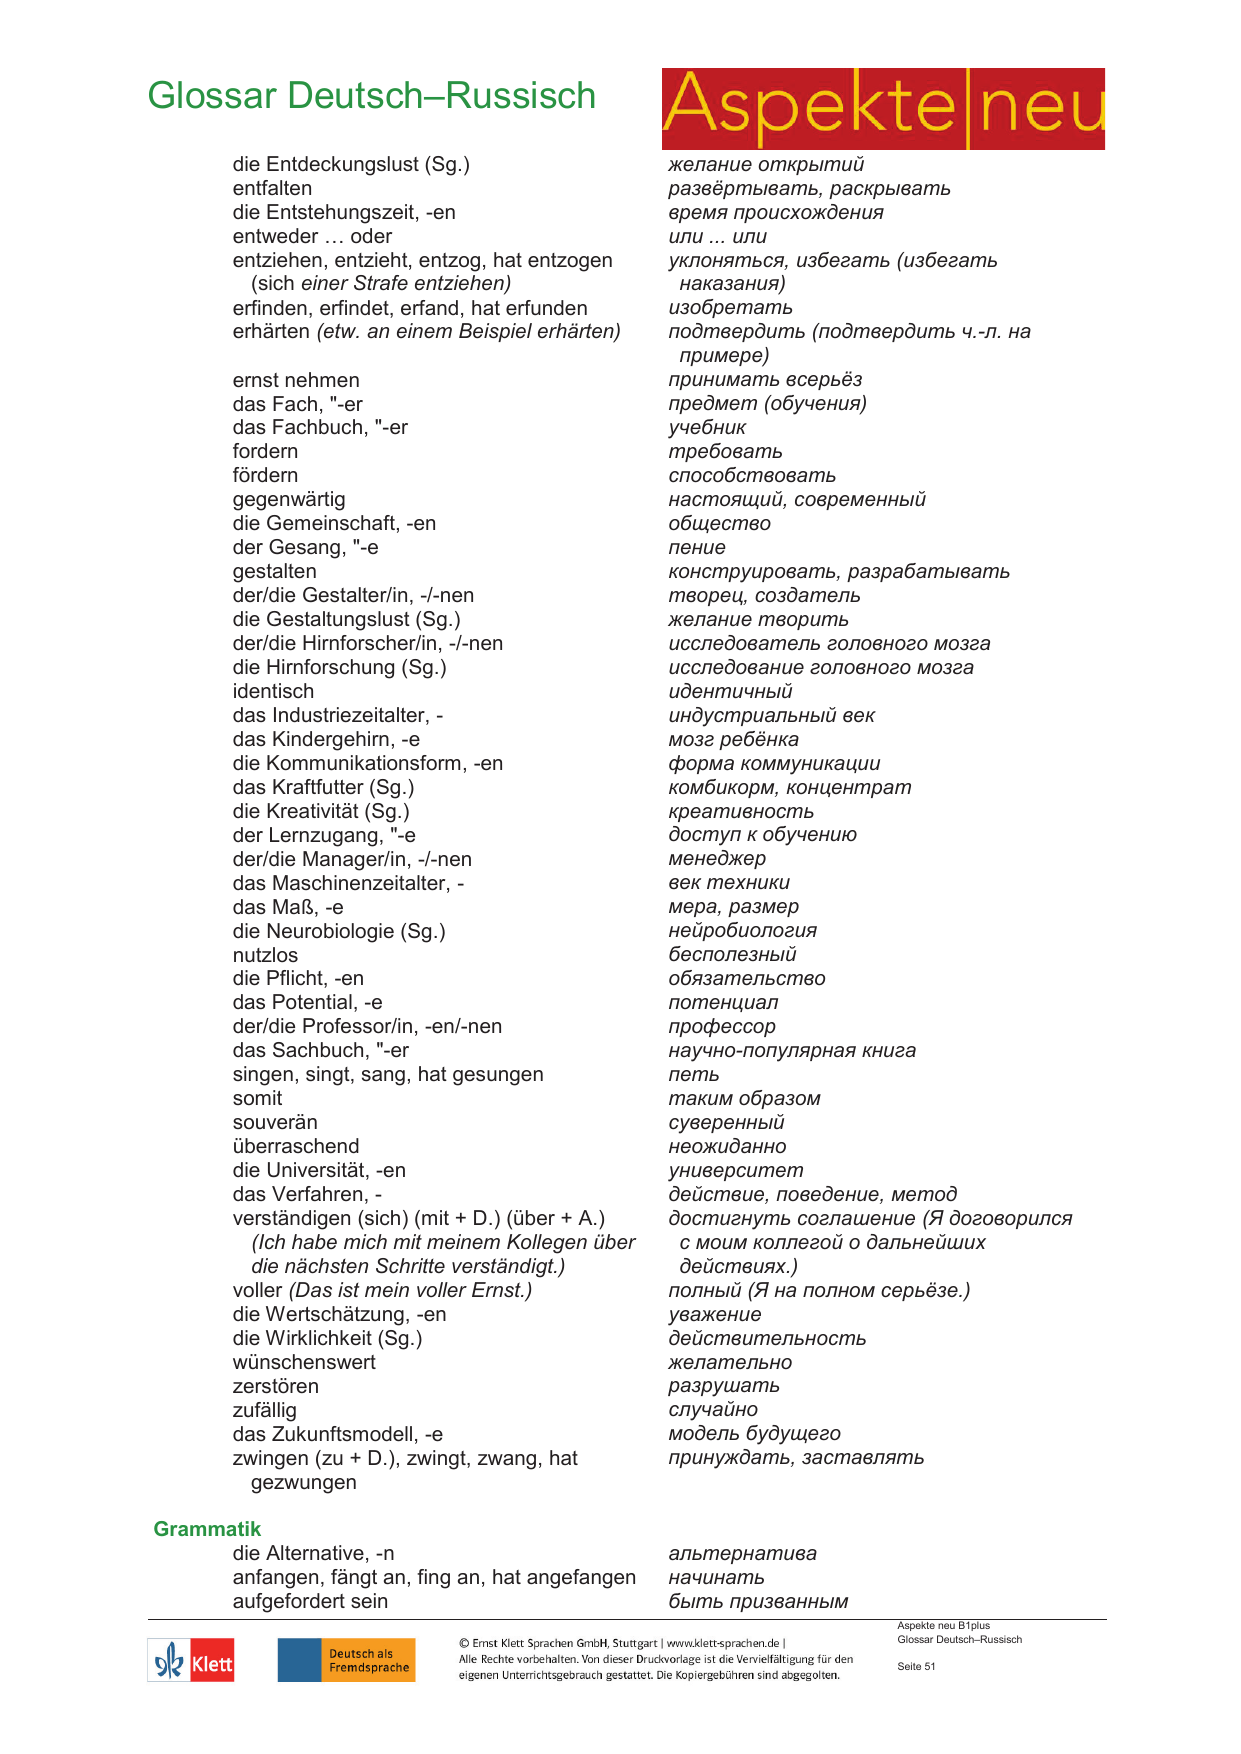 Glossar Deutsch–Russisch
Aspekte|neu
die Entdeckungslust (Sg.) желание открытий
entfalten развёртывать, раскрывать
die Entstehungszeit, -en время происхождения
entweder … oder или ... или
entziehen, entzieht, entzog, hat entzogen уклоняться, избегать (избегать
(sich einer Strafe entziehen) наказания)
erfinden, erfindet, erfand, hat erfunden изобретать
erhärten (etw. an einem Beispiel erhärten) подтвердить (подтвердить ч.-л. на
примере)
ernst nehmen принимать всерьёз
das Fach, "-er предмет (обучения)
das Fachbuch, "-er учебник
fordern требовать
fördern способствовать
gegenwärtig настоящий, современный
die Gemeinschaft, -en общество
der Gesang, "-e пение
gestalten конструировать, разрабатывать
der/die Gestalter/in, -/-nen творец, создатель
die Gestaltungslust (Sg.) желание творить
der/die Hirnforscher/in, -/-nen исследователь головного мозга
die Hirnforschung (Sg.) исследование головного мозга
identisch идентичный
das Industriezeitalter, - индустриальный век
das Kindergehirn, -e мозг ребёнка
die Kommunikationsform, -en форма коммуникации
das Kraftfutter (Sg.) комбикорм, концентрат
die Kreativität (Sg.) креативность
der Lernzugang, "-e доступ к обучению
der/die Manager/in, -/-nen менеджер
das Maschinenzeitalter, - век техники
das Maß, -e мера, размер
die Neurobiologie (Sg.) нейробиология
nutzlos бесполезный
die Pflicht, -en обязательство
das Potential, -e потенциал
der/die Professor/in, -en/-nen профессор
das Sachbuch, "-er научно-популярная книга
singen, singt, sang, hat gesungen петь
somit таким образом
souverän суверенный
überraschend неожиданно
die Universität, -en университет
das Verfahren, - действие, поведение, метод
verständigen (sich) (mit + D.) (über + A.) достигнуть соглашение (Я договорился
(Ich habe mich mit meinem Kollegen über с моим коллегой о дальнейших
die nächsten Schritte verständigt.) действиях.)
voller (Das ist mein voller Ernst.) полный (Я на полном серьёзе.)
die Wertschätzung, -en уважение
die Wirklichkeit (Sg.) действительность
wünschenswert желательно
zerstören разрушать
zufällig случайно
das Zukunftsmodell, -e модель будущего
zwingen (zu + D.), zwingt, zwang, hat принуждать, заставлять
gezwungen
Grammatik
die Alternative, -n альтернатива
anfangen, fängt an, fing an, hat angefangen начинать
aufgefordert sein быть призванным
Klett
Deutsch als
Fremdsprache
© Ernst Klett Sprachen GmbH, Stuttgart | www.klett-sprachen.de |
Alle Rechte vorbehalten. Von dieser Druckvorlage ist die Vervielfältigung für den
eigenen Unterrichtsgebrauch gestattet. Die Kopiergebühren sind abgegolten.
Aspekte neu B1plus
Glossar Deutsch–Russisch
Seite 51